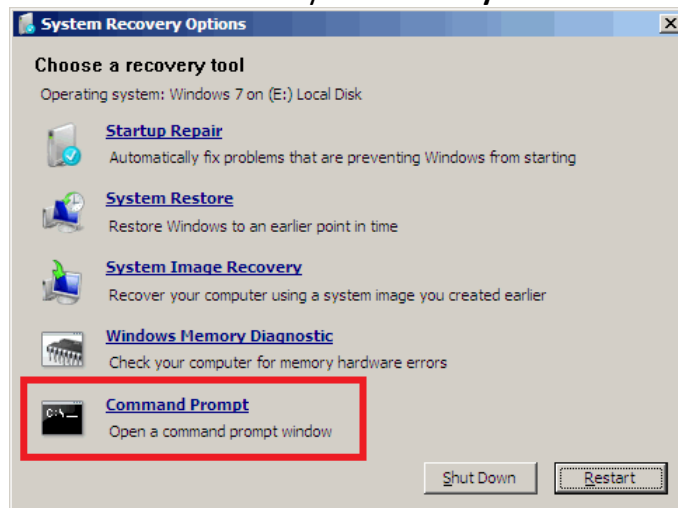 System Recovery Options
Choose a recovery tool
Operating system: Windows 7 on (E:) Local Disk
Startup Repair
Automatically fix problems that are preventing Windows from starting
System Restore
Restore Windows to an earlier point in time
System Image Recovery
Recover your computer using a system image you created earlier
Windows Memory Diagnostic
Check your computer for memory hardware errors
C:\_
Command Prompt
Open a command prompt window
Shut Down Restart